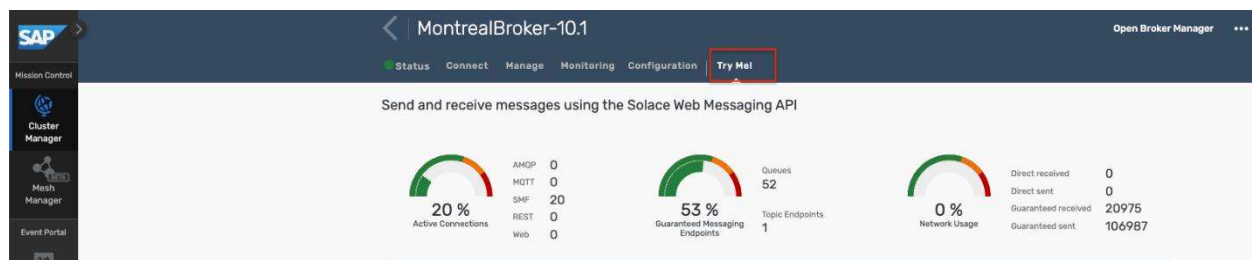 SAP
Mission Control
Cluster
Manager
BETA
Mesh
Manager
Event Portal
MontrealBroker-10.1
Open Broker Manager
Status Connect Manage Monitoring Configuration Try Me!
Send and receive messages using the Solace Web Messaging API
20 %
Active Connections
AMQP 0
MQTT 0
SMF 20
REST 0
Web 0
53 %
Guaranteed Messaging
Endpoints
Queues
52
Topic Endpoints
1
0 %
Network Usage
Direct received 0
Direct sent 0
Guaranteed received 20975
Guaranteed sent 106987